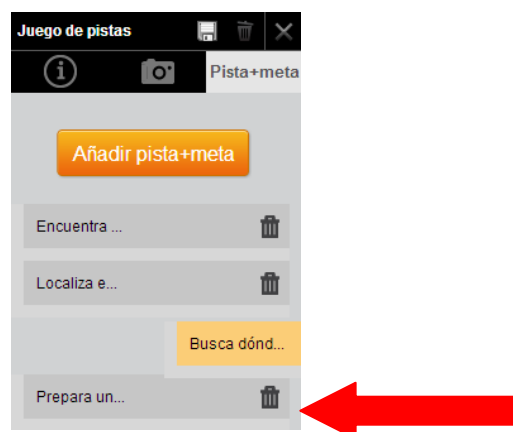 Juego de pistas
Pista+meta
Añadir pista+meta
Encuentra ...
Localiza e...
Busca dónd...
Prepara un...